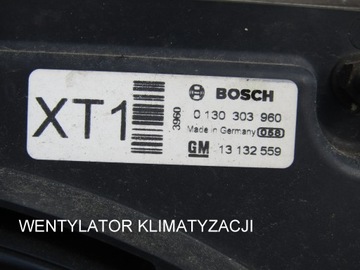 XT1
3960
BOSCH
0 130 303 960
Made in Germany 058
GM 13 132 559
WENTYLATOR KLIMATYZACJI